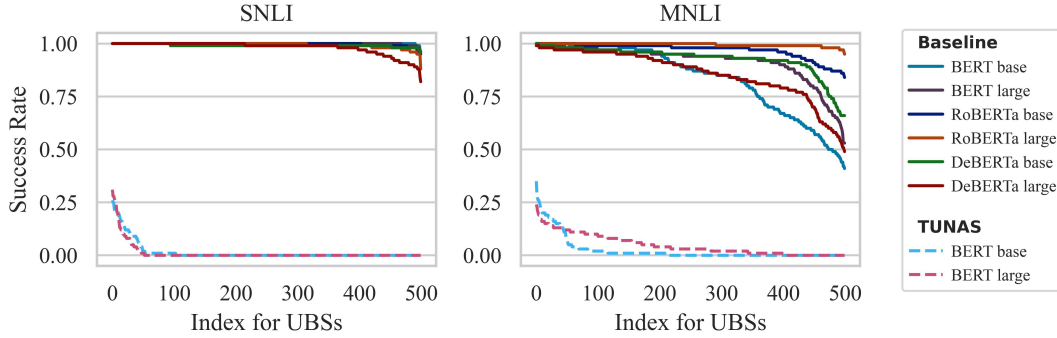 SNLI
MNLI
Success Rate
1.00
0.75
0.50
0.25
0.00
0
100
200
300
400
500
Index for UBSs
1.00
0.75
0.50
0.25
0.00
0
100
200
300
400
500
Index for UBSs
Baseline
BERT base
BERT large
RoBERTa base
RoBERTa large
DeBERTa base
DeBERTa large
TUNAS
BERT base
BERT large